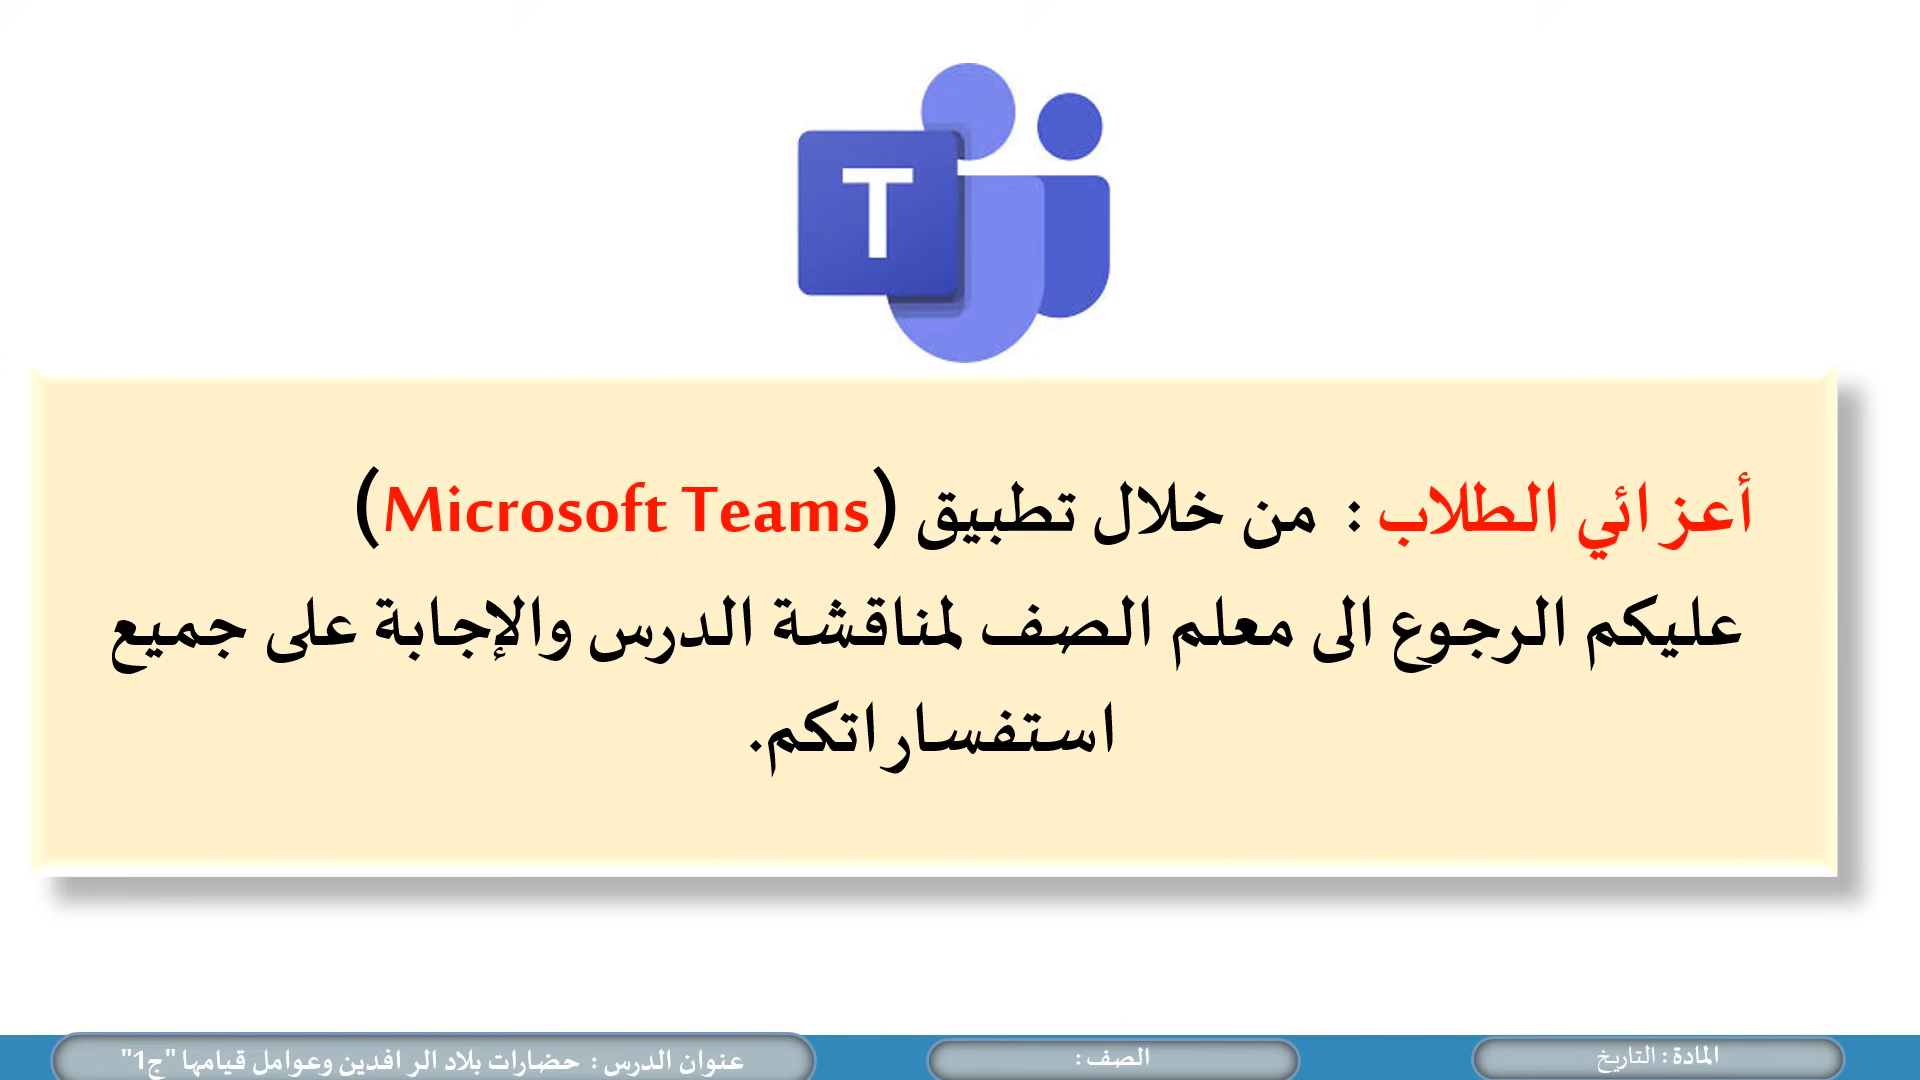 T
أعزائي الطلاب : من خلال تطبيق (Microsoft Teams)
عليكم الرجوع الى معلم الصف لمناقشة الدرس والإجابة على جميع
استفساراتكم.
المادة : التاريخ
الصف :
عنوان الدرس : حضارات بلاد الرافدين وعوامل قيامها "ج1"